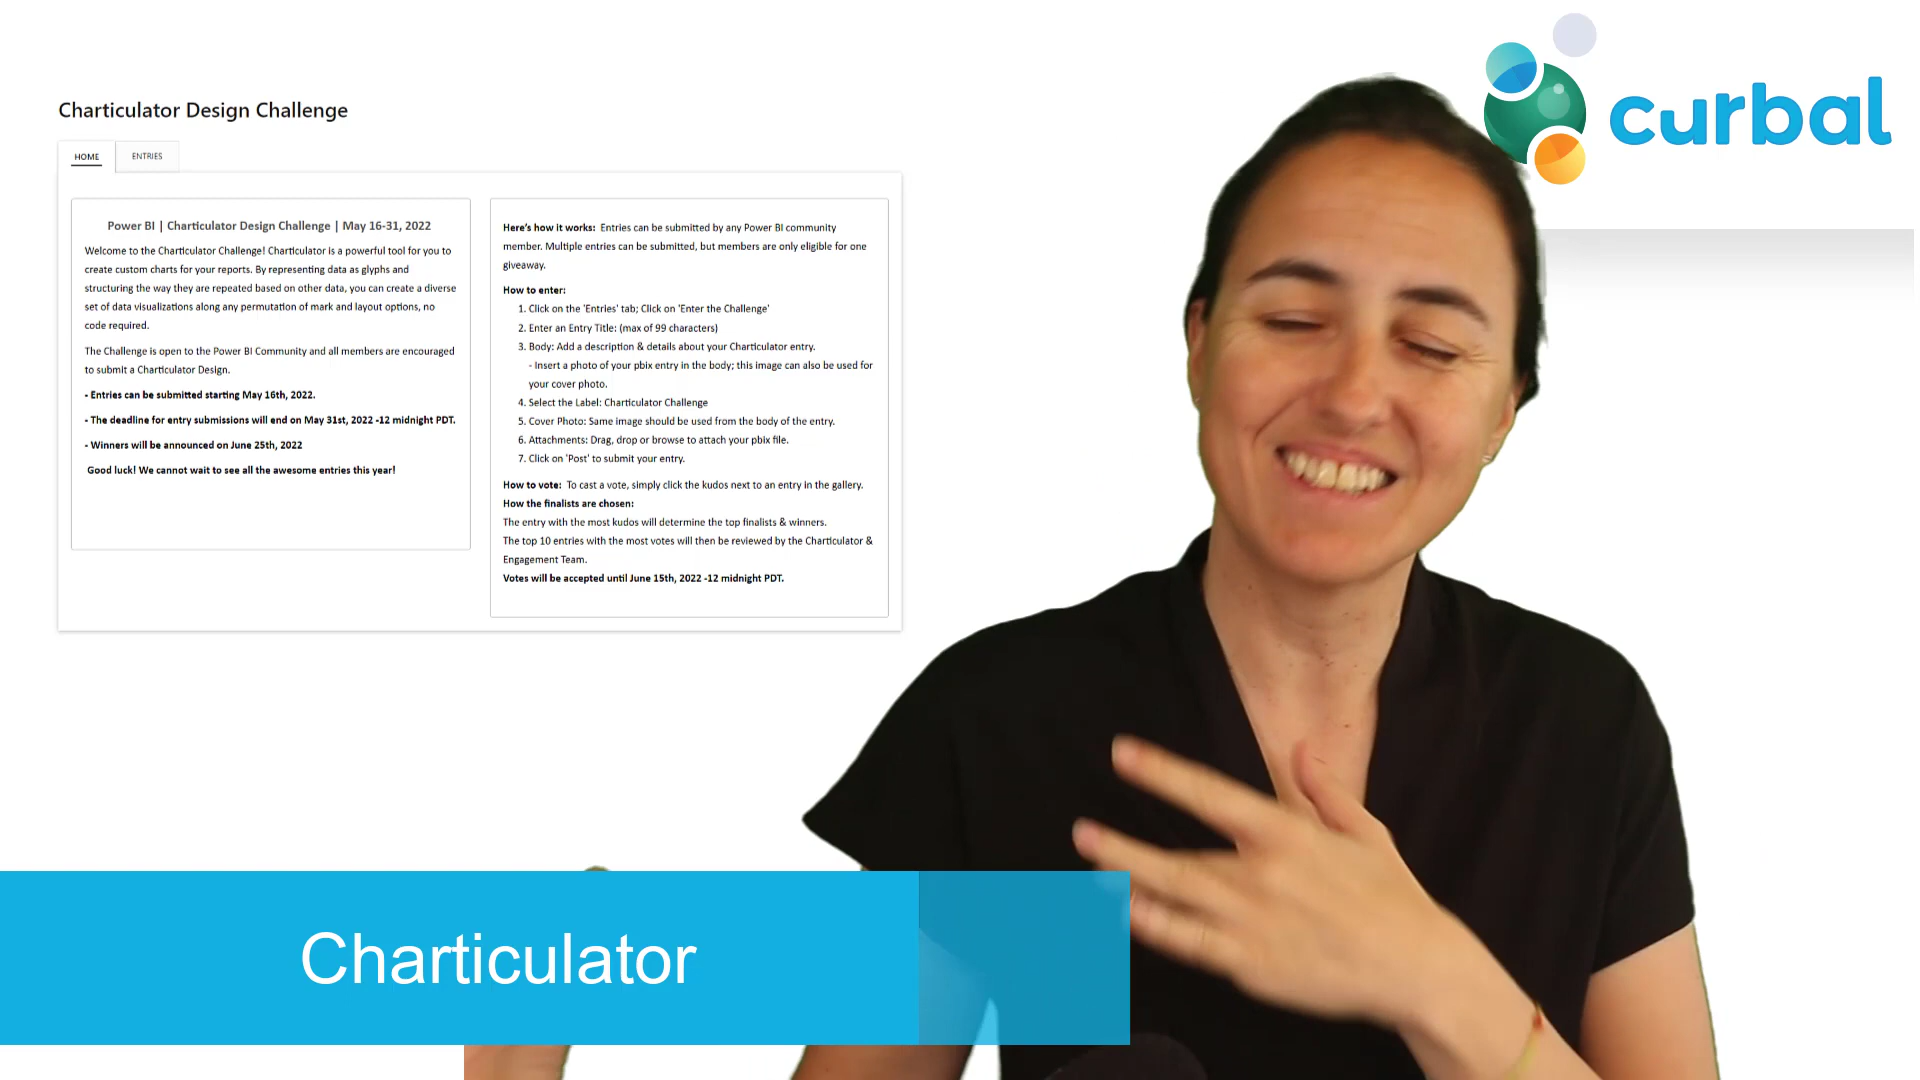 curbal
Charticulator Design Challenge
HOME
ENTRIES
Power BI | Charticulator Design Challenge | May 16-31, 2022
Welcome to the Charticulator Challenge! Charticulator is a powerful tool for you to
create custom charts for your reports. By representing data as glyphs and
structuring the way they are repeated based on other data, you can create a diverse
set of data visualizations along any permutation of mark and layout options, no
code required.
The Challenge is open to the Power BI Community and all members are encouraged
to submit a Charticulator Design.
- Entries can be submitted starting May 16th, 2022.
- The deadline for entry submissions will end on May 31st, 2022 -12 midnight PDT.
- Winners will be announced on June 25th, 2022
Good luck! We cannot wait to see all the awesome entries this year!
Here's how it works: Entries can be submitted by any Power BI community
member. Multiple entries can be submitted, but members are only eligible for one
giveaway.
How to enter:
1. Click on the 'Entries' tab; Click on 'Enter the Challenge'
2. Enter an Entry Title: (max of 99 characters)
3. Body: Add a description & details about your Charticulator entry.
- Insert a photo of your pbix entry in the body; this image can also be used for
your cover photo.
4. Select the Label: Charticulator Challenge
5. Cover Photo: Same image should be used from the body of the entry.
6. Attachments: Drag, drop or browse to attach your pbix file.
7. Click on 'Post' to submit your entry.
How to vote: To cast a vote, simply click the kudos next to an entry in the gallery.
How the finalists are chosen:
The entry with the most kudos will determine the top finalists & winners.
The top 10 entries with the most votes will then be reviewed by the Charticulator &
Engagement Team.
Votes will be accepted until June 15th, 2022 -12 midnight PDT.
Charticulator